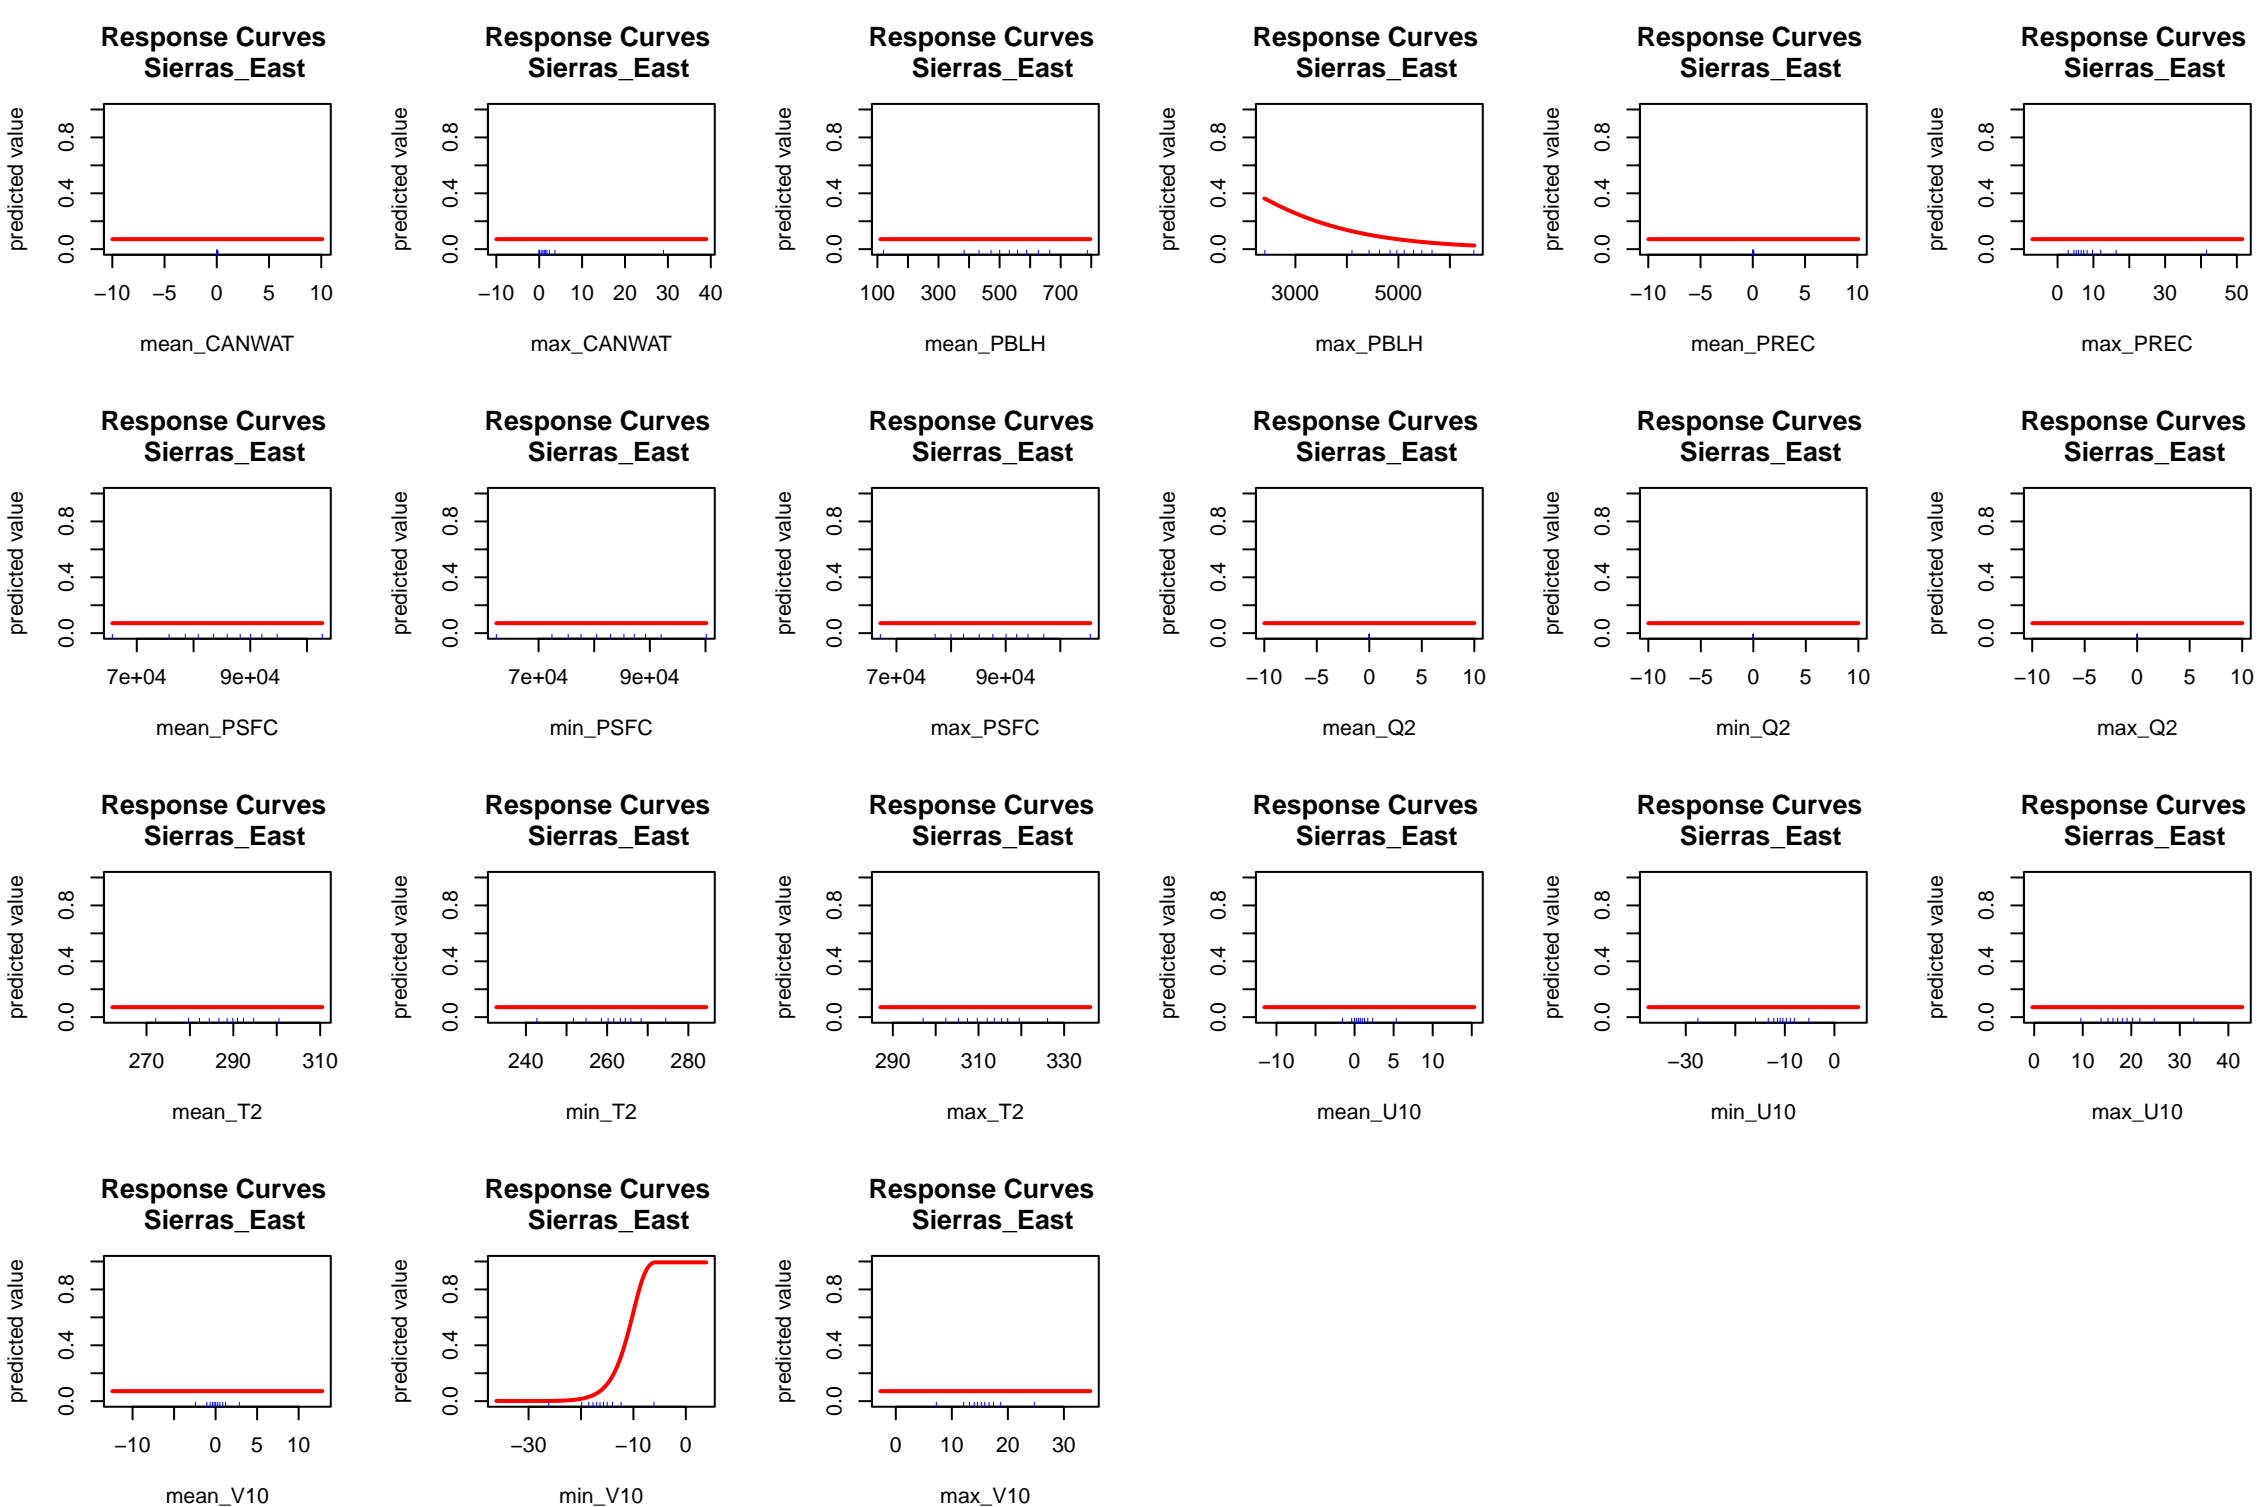 Response Curves
Sierras_East
predicted value
0.0 0.4 0.8
−10 −5 0 5 10
mean_CANWAT
Response Curves
Sierras_East
predicted value
0.0 0.4 0.8
−10 0 10 20 30 40
max_CANWAT
Response Curves
Sierras_East
predicted value
0.0 0.4 0.8
100 300 500 700
mean_PBLH
Response Curves
Sierras_East
predicted value
0.0 0.4 0.8
3000 5000
max_PBLH
Response Curves
Sierras_East
predicted value
0.0 0.4 0.8
−10 −5 0 5 10
mean_PREC
Response Curves
Sierras_East
predicted value
0.0 0.4 0.8
0 10 30 50
max_PREC
Response Curves
Sierras_East
predicted value
0.0 0.4 0.8
7e+04 9e+04
mean_PSFC
Response Curves
Sierras_East
predicted value
0.0 0.4 0.8
7e+04 9e+04
min_PSFC
Response Curves
Sierras_East
predicted value
0.0 0.4 0.8
7e+04 9e+04
max_PSFC
Response Curves
Sierras_East
predicted value
0.0 0.4 0.8
−10 −5 0 5 10
mean_Q2
Response Curves
Sierras_East
predicted value
0.0 0.4 0.8
−10 −5 0 5 10
min_Q2
Response Curves
Sierras_East
predicted value
0.0 0.4 0.8
−10 −5 0 5 10
max_Q2
Response Curves
Sierras_East
predicted value
0.0 0.4 0.8
270 290 310
mean_T2
Response Curves
Sierras_East
predicted value
0.0 0.4 0.8
240 260 280
min_T2
Response Curves
Sierras_East
predicted value
0.0 0.4 0.8
290 310 330
max_T2
Response Curves
Sierras_East
predicted value
0.0 0.4 0.8
−10 0 5 10
mean_U10
Response Curves
Sierras_East
predicted value
0.0 0.4 0.8
−30 −10 0
min_U10
Response Curves
Sierras_East
predicted value
0.0 0.4 0.8
0 10 20 30 40
max_U10
Response Curves
Sierras_East
predicted value
0.0 0.4 0.8
−10 0 5 10
mean_V10
Response Curves
Sierras_East
predicted value
0.0 0.4 0.8
−30 −10 0
min_V10
Response Curves
Sierras_East
predicted value
0.0 0.4 0.8
0 10 20 30
max_V10